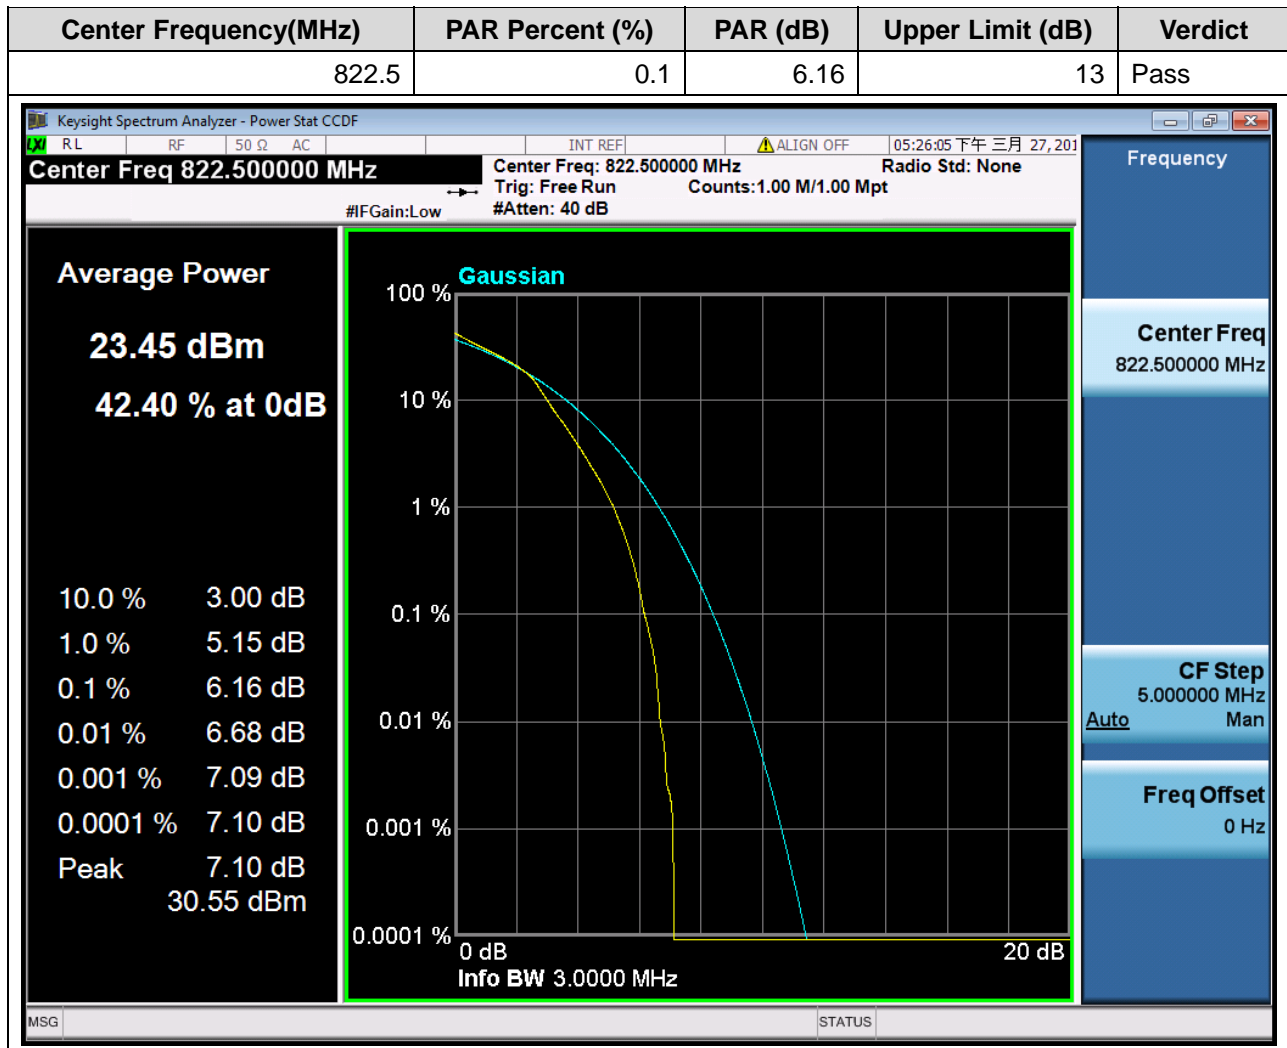 Center Frequency(MHz) PAR Percent (%) PAR (dB) Upper Limit (dB) Verdict
822.5 0.1 6.16 13 Pass
Keysight Spectrum Analyzer - Power Stat CCDF
LXI RL RF 50 Ω AC INT REF ALIGN OFF 05:26:05 下午 三月 27, 201
Center Freq 822.500000 MHz
Center Freq: 822.500000 MHz Radio Std: None
Trig: Free Run Counts:1.00 M/1.00 Mpt
#IFGain:Low #Atten: 40 dB
Frequency
Average Power
23.45 dBm
42.40 % at 0dB
10.0 % 3.00 dB
1.0 % 5.15 dB
0.1 % 6.16 dB
0.01 % 6.68 dB
0.001 % 7.09 dB
0.0001 % 7.10 dB
Peak 7.10 dB
30.55 dBm
Gaussian
100 %
10 %
1 %
0.1 %
0.01 %
0.001 %
0.0001 %
0 dB 20 dB
Info BW 3.0000 MHz
Center Freq
822.500000 MHz
CF Step
5.000000 MHz
Auto Man
Freq Offset
0 Hz
MSG STATUS